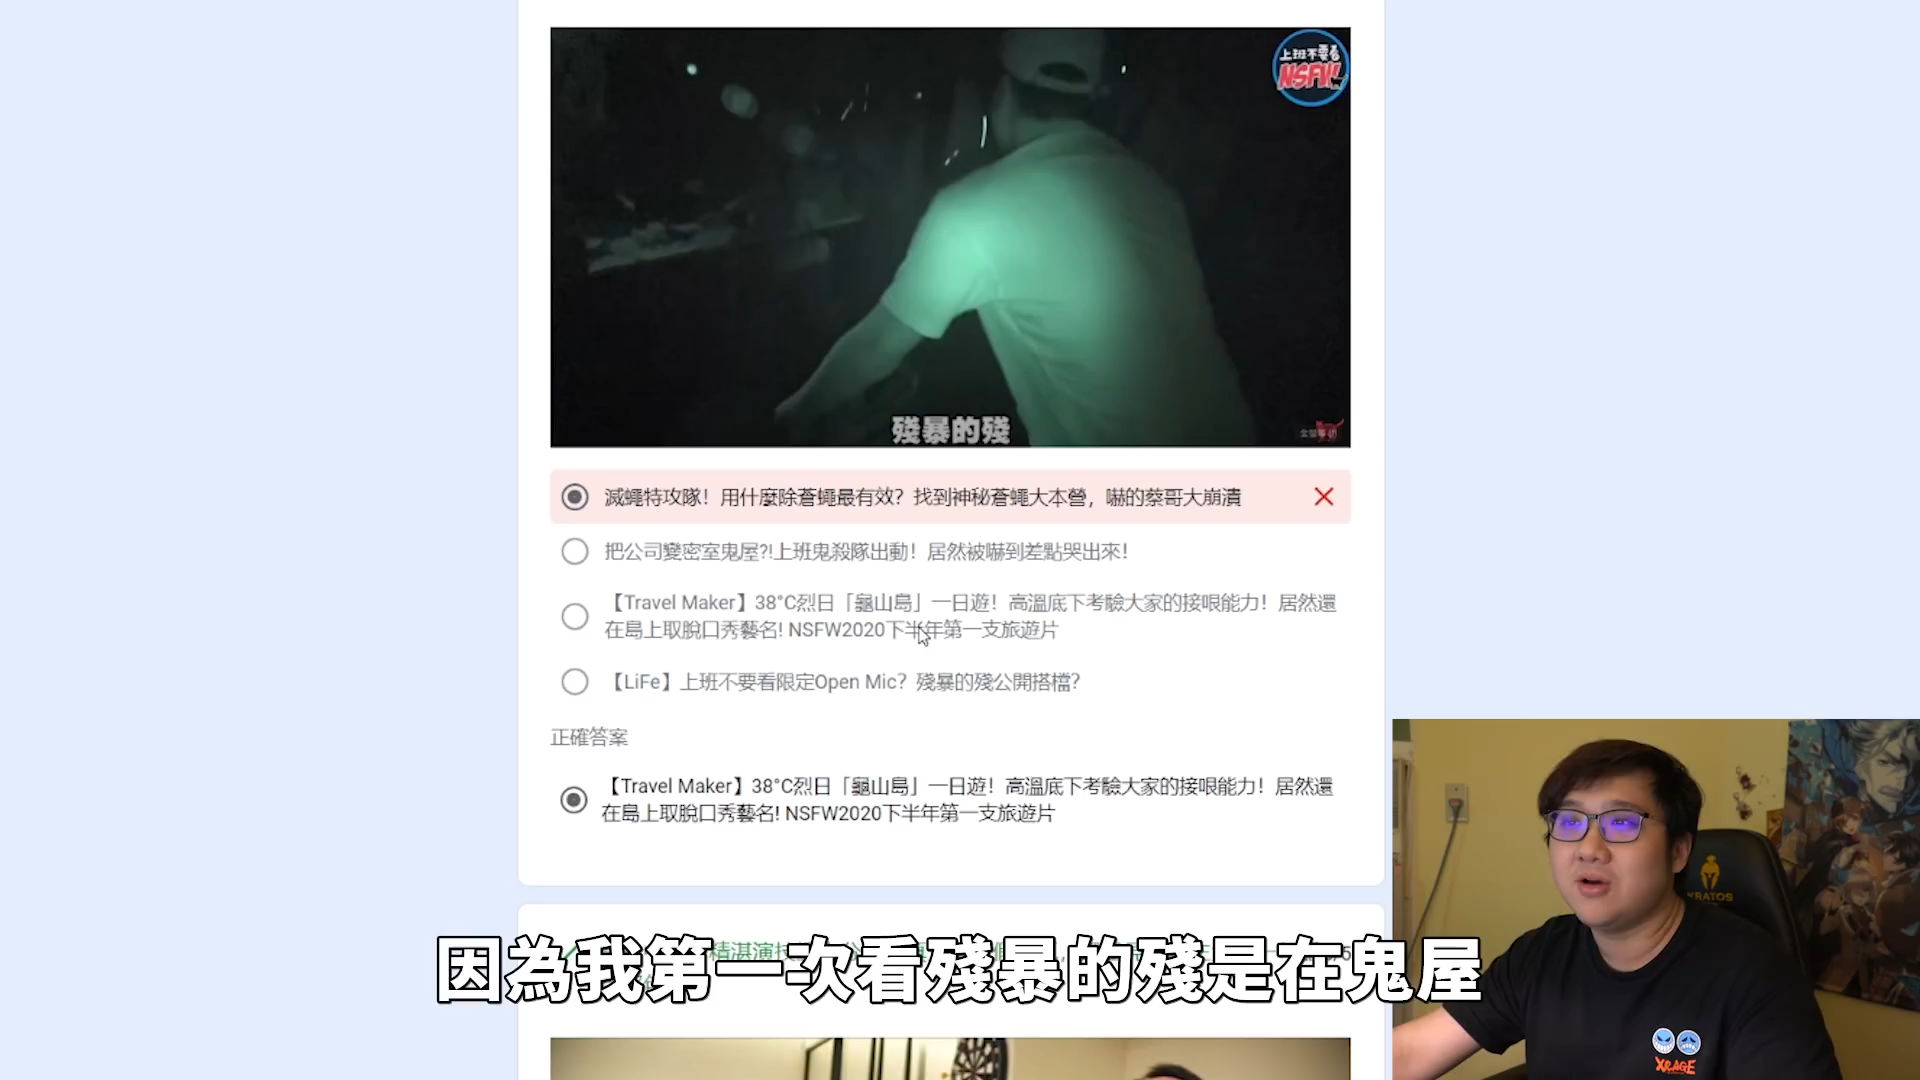 上班不要看
NSFW!
殘暴的殘
滅蠅特攻隊！用什麼除蒼蠅最有效？找到神秘蒼蠅大本營，嚇的蔡哥大崩潰
把公司變密室鬼屋?!上班鬼殺隊出動！居然被嚇到差點哭出來！
【Travel Maker】38°C烈日「龜山島」一日遊！高溫底下考驗大家的接哏能力！居然還
在島上取脫口秀藝名! NSFW2020下半年第一支旅遊片
【LiFe】上班不要看限定Open Mic？殘暴的殘公開搭檔?
正確答案
【Travel Maker】38°C烈日「龜山島」一日遊！高溫底下考驗大家的接哏能力！居然還
在島上取脫口秀藝名! NSFW2020下半年第一支旅遊片
KRATOS
精湛演技
因為我第一次看殘暴的殘是在鬼屋
XRAGE